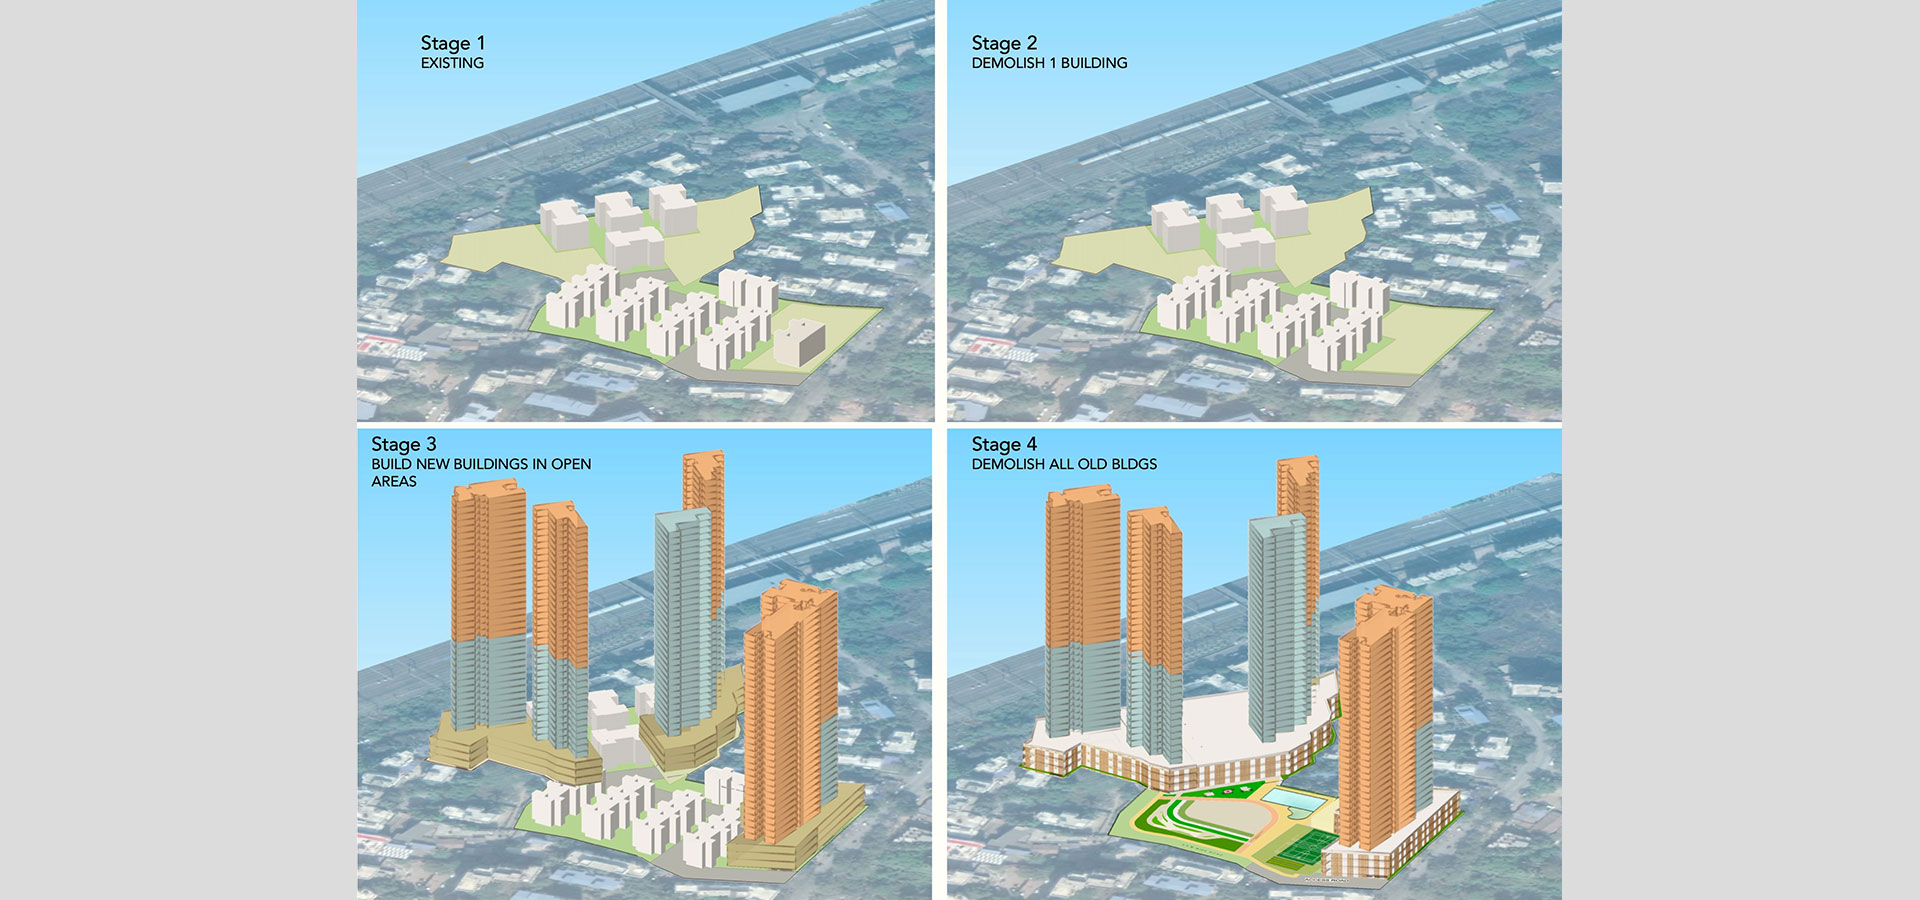 Stage 1
EXISTING
Stage 2
DEMOLISH 1 BUILDING
Stage 3
BUILD NEW BUILDINGS IN OPEN
AREAS
Stage 4
DEMOLISH ALL OLD BLDGS